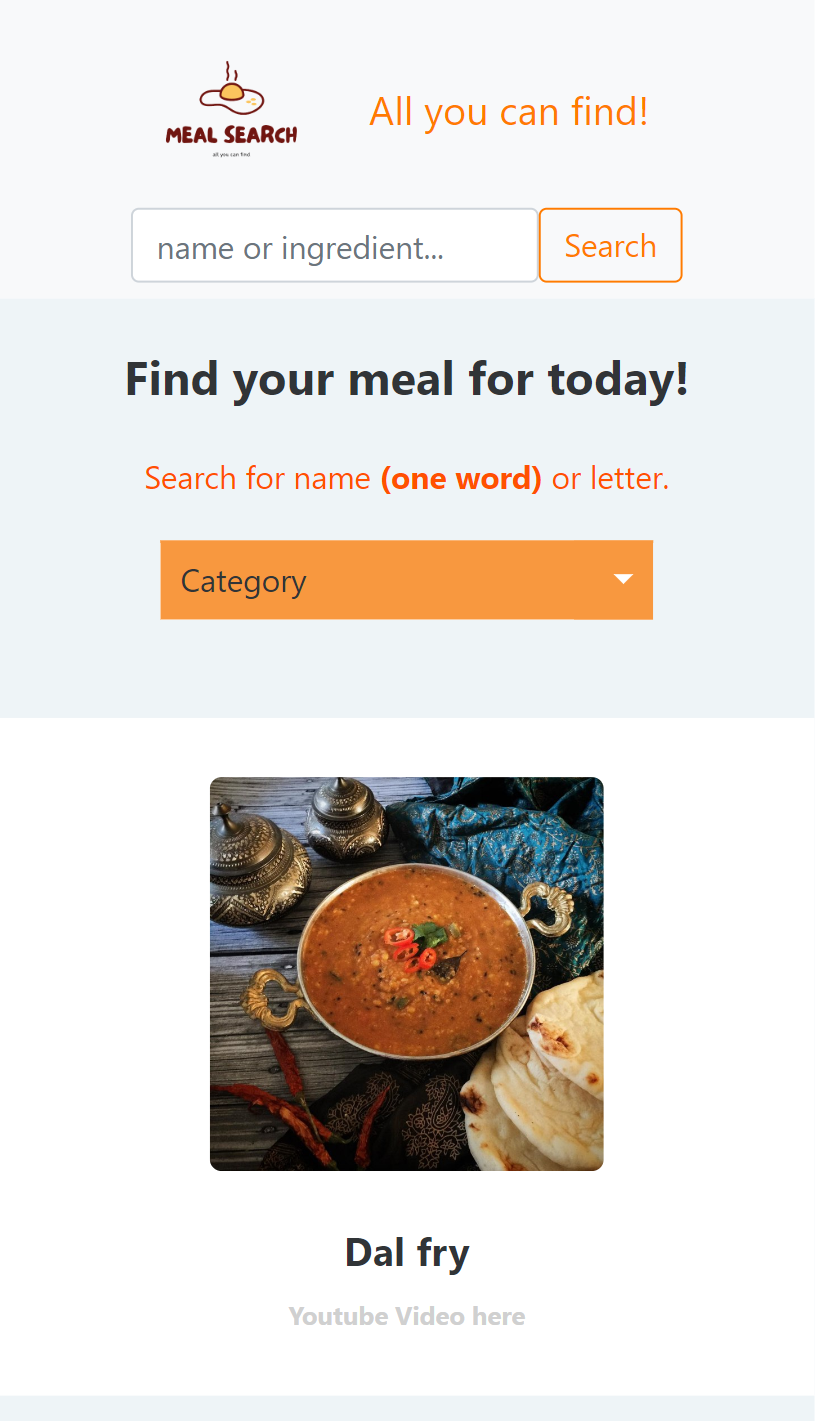 MEAL SEARCH
all you can find
All you can find!
name or ingredient...
Search
Find your meal for today!
Search for name (one word) or letter.
Category
Dal fry
Youtube Video here